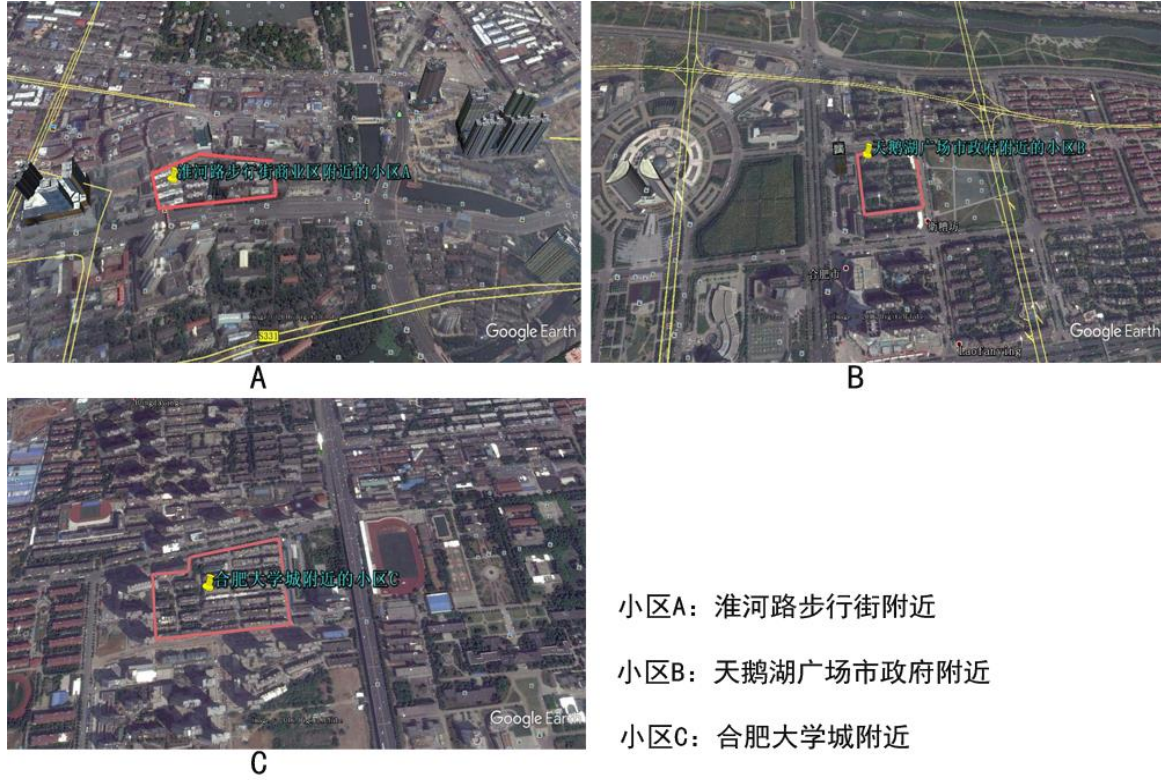 淮河路步行街商业区附近的小区A
S331
Google Earth
A
天鹅湖广场市政府附近的小区B
合肥市
Luotanying
Google Earth
B
合肥大学城附近的小区C
Google Earth
C
小区A：淮河路步行街附近
小区B：天鹅湖广场市政府附近
小区C：合肥大学城附近